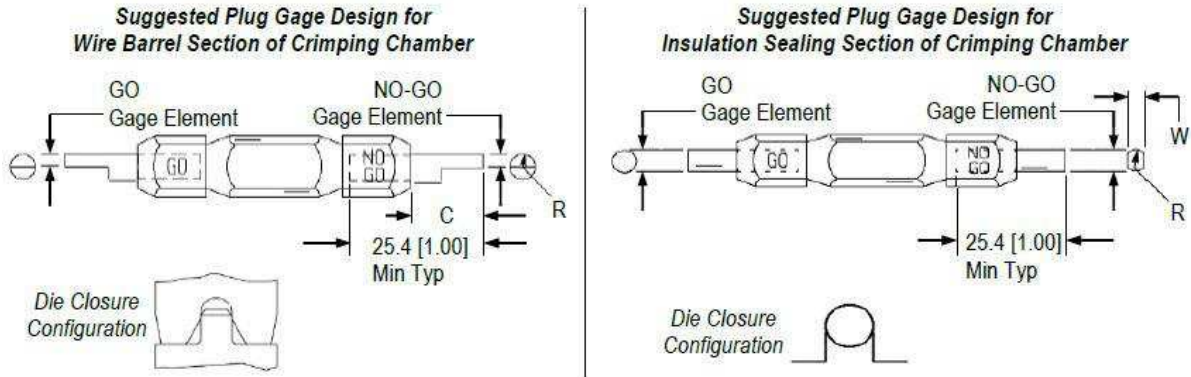 Suggested Plug Gage Design for
Wire Barrel Section of Crimping Chamber
GO
Gage Element
NO-GO
Gage Element
GO
NO
GO
R
C
25.4 [1.00]
Min Typ
Die Closure
Configuration
Suggested Plug Gage Design for
Insulation Sealing Section of Crimping Chamber
GO
Gage Element
NO-GO
Gage Element
W
GO
NO
GO
R
25.4 [1.00]
Min Typ
Die Closure
Configuration